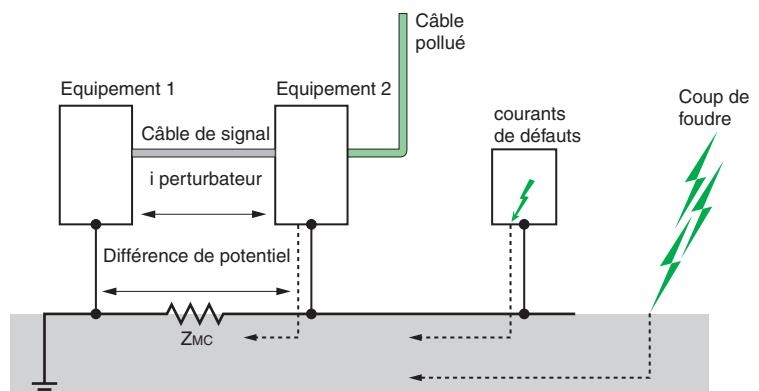 Câble
pollué
Equipement 1
Equipement 2
Câble de signal
i perturbateur
courants
de défauts
Coup de
foudre
Différence de potentiel
ZMC